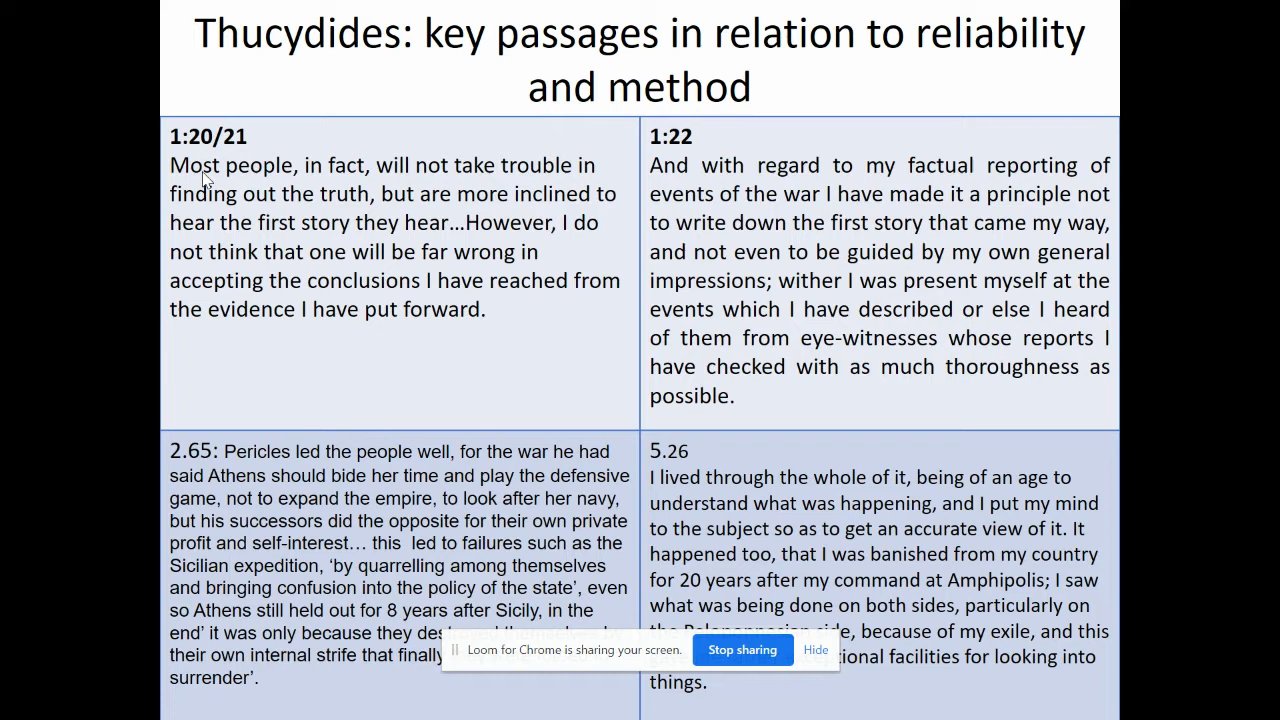 Thucydides: key passages in relation to reliability
and method
1:20/21
Most people, in fact, will not take trouble in
finding out the truth, but are more inclined to
hear the first story they hear...However, I do
not think that one will be far wrong in
accepting the conclusions I have reached from
the evidence I have put forward.
1:22
And with regard to my factual reporting of
events of the war I have made it a principle not
to write down the first story that came my way,
and not even to be guided by my own general
impressions; wither I was present myself at the
events which I have described or else I heard
of them from eye-witnesses whose reports I
have checked with as much thoroughness as
possible.
2.65: Pericles led the people well, for the war he had
said Athens should bide her time and play the defensive
game, not to expand the empire, to look after her navy,
but his successors did the opposite for their own private
profit and self-interest... this led to failures such as the
Sicilian expedition, ‘by quarrelling among themselves
and bringing confusion into the policy of the state’, even
so Athens still held out for 8 years after Sicily, in the
end’ it was only because they
their own internal strife that finally
surrender’.
5.26
I lived through the whole of it, being of an age to
understand what was happening, and I put my mind
to the subject so as to get an accurate view of it. It
happened too, that I was banished from my country
for 20 years after my command at Amphipolis; I saw
what was being done on both sides, particularly on
the Peloponnesian side, because of my exile, and this
facilities for looking into
things.
Loom for Chrome is sharing your screen.
Stop sharing
Hide